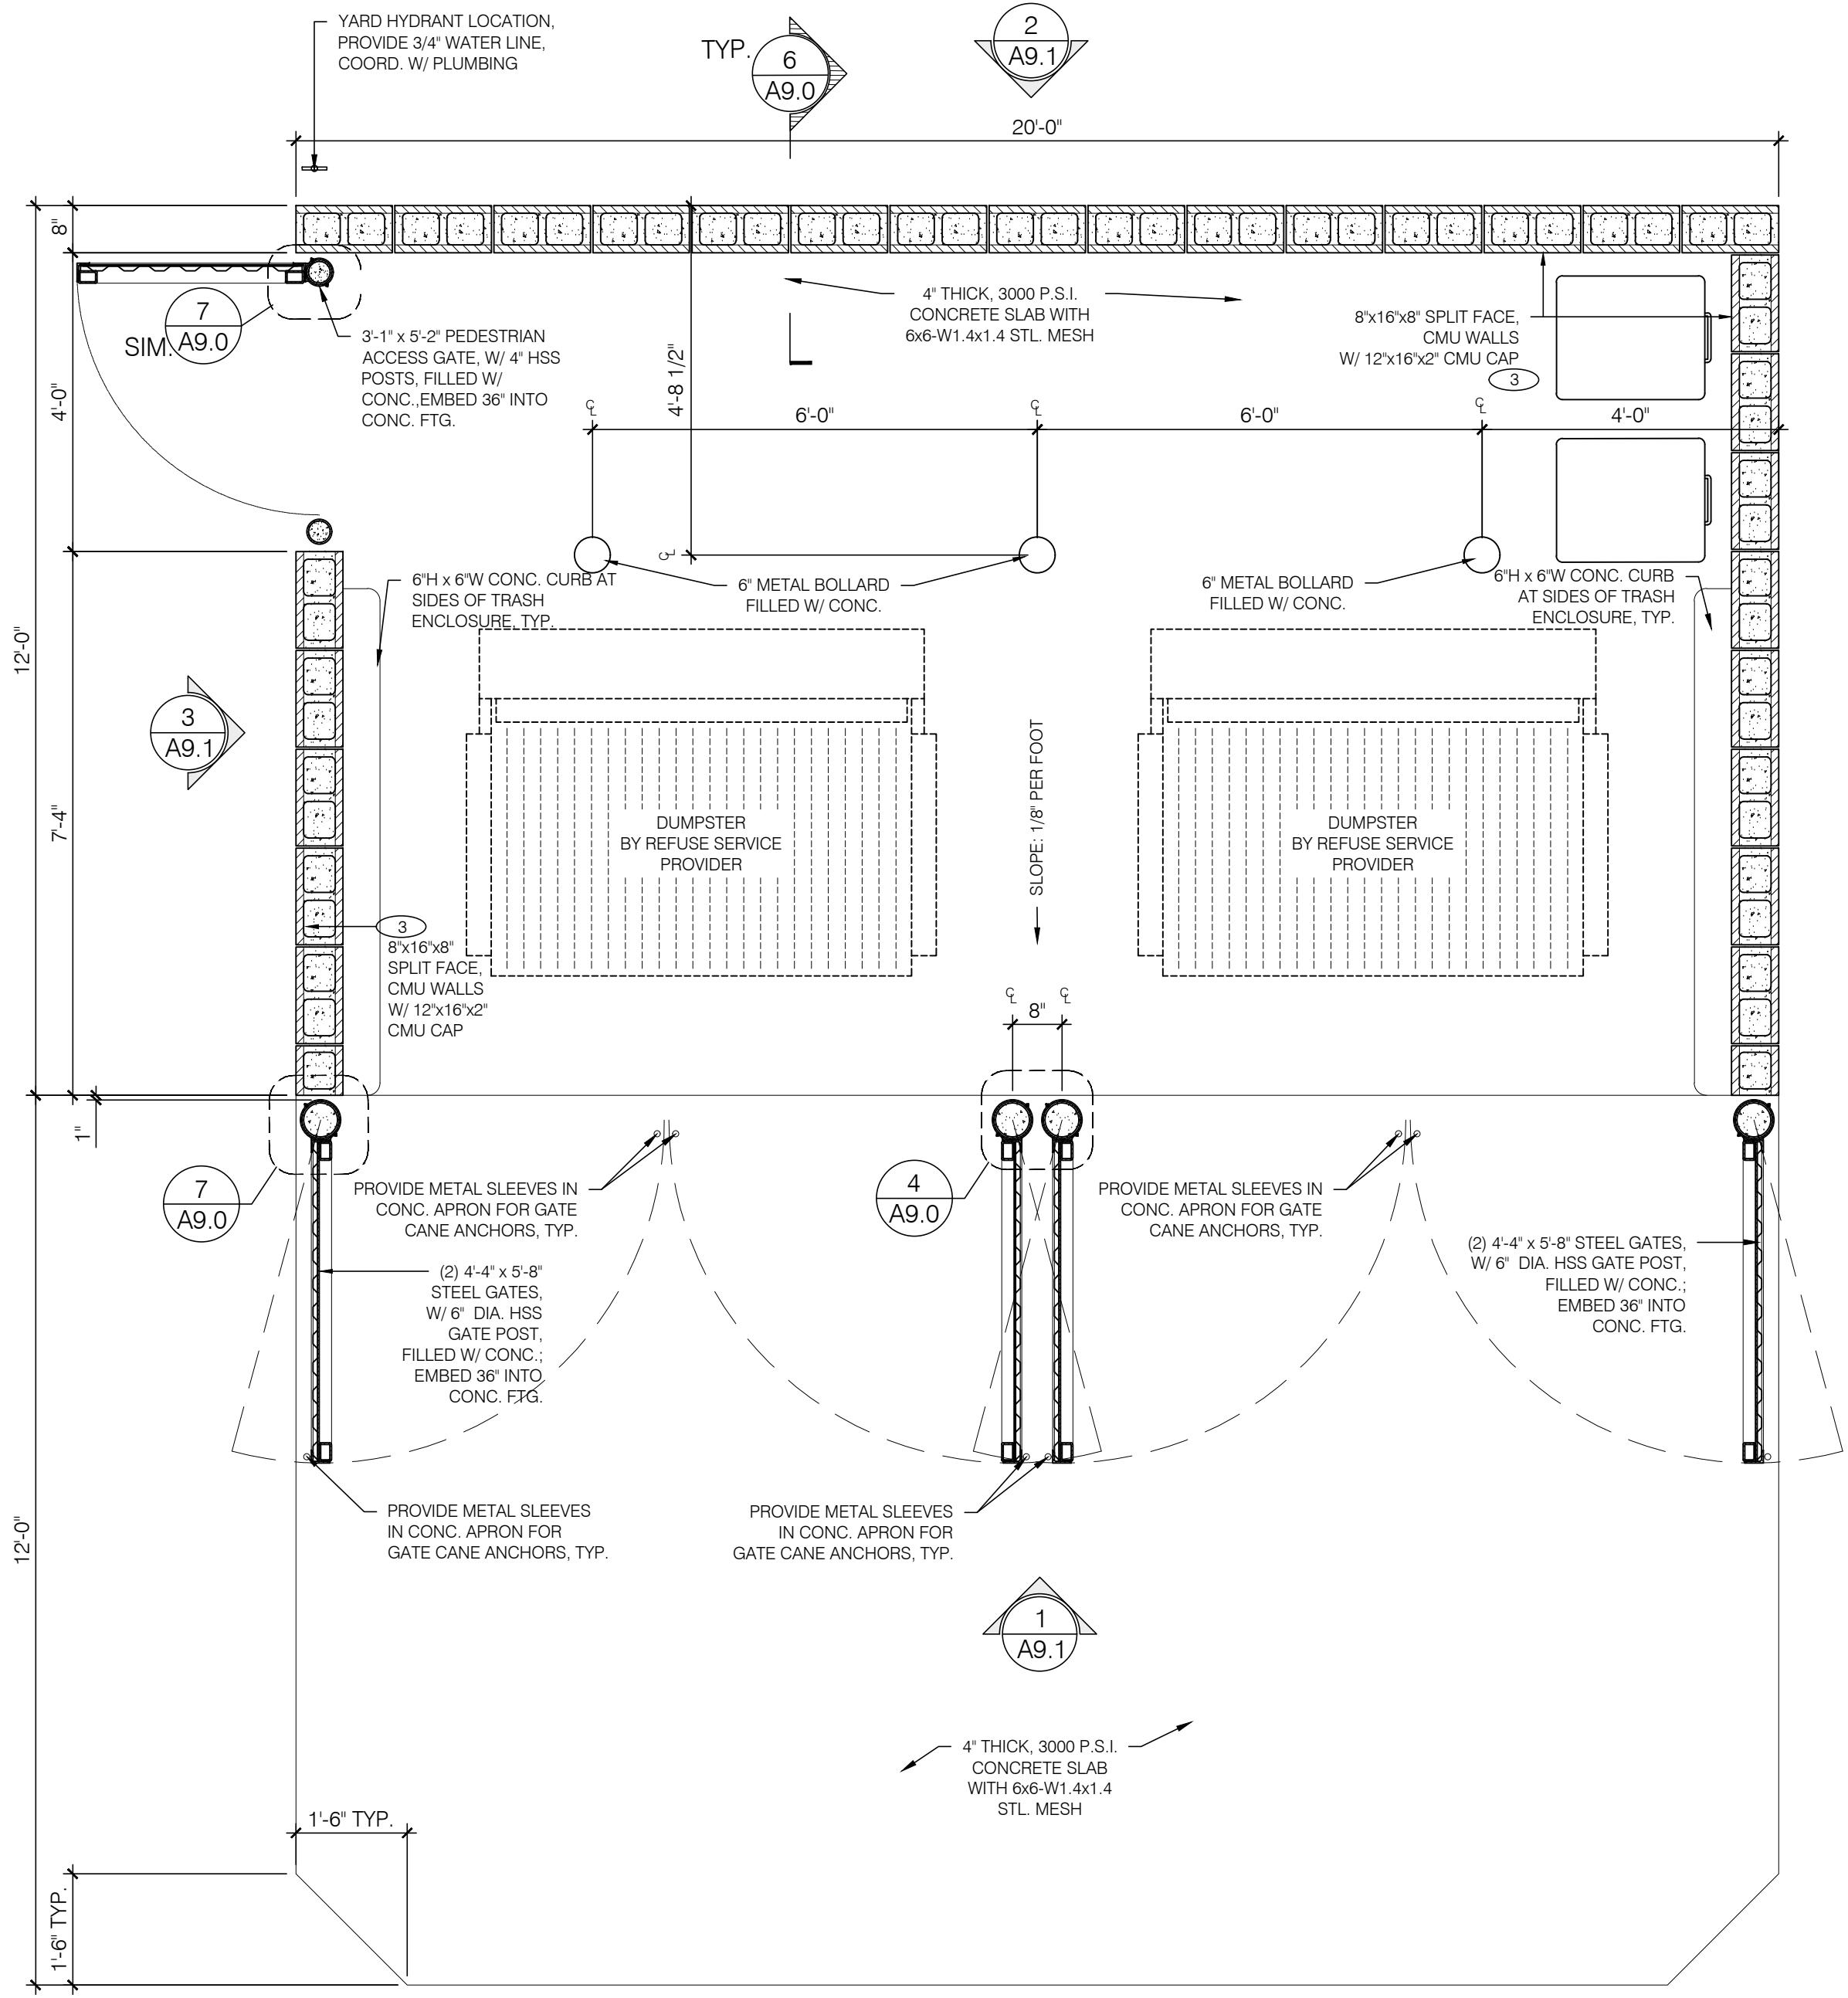 YARD HYDRANT LOCATION,
PROVIDE 3/4" WATER LINE,
COORD. W/ PLUMBING
TYP.
6
A9.0
2
A9.1
20'-0"
8"
7
A9.0
SIM.
3'-1" x 5'-2" PEDESTRIAN
ACCESS GATE, W/ 4" HSS
POSTS, FILLED W/
CONC.,EMBED 36" INTO
CONC. FTG.
4" THICK, 3000 P.S.I.
CONCRETE SLAB WITH
6x6-W1.4x1.4 STL. MESH
8"x16"x8" SPLIT FACE,
CMU WALLS
W/ 12"x16"x2" CMU CAP
3
4'-0"
4'-8 1/2"
CL
6'-0"
CL
6'-0"
CL
4'-0"
CL
6"H x 6"W CONC. CURB AT
SIDES OF TRASH
ENCLOSURE, TYP.
6" METAL BOLLARD
FILLED W/ CONC.
6" METAL BOLLARD
FILLED W/ CONC.
6"H x 6"W CONC. CURB
AT SIDES OF TRASH
ENCLOSURE, TYP.
12'-0"
3
A9.1
7'-4"
DUMPSTER
BY REFUSE SERVICE
PROVIDER
SLOPE: 1/8" PER FOOT
DUMPSTER
BY REFUSE SERVICE
PROVIDER
3
8"x16"x8"
SPLIT FACE,
CMU WALLS
W/ 12"x16"x2"
CMU CAP
CL
8"
CL
1"
7
A9.0
PROVIDE METAL SLEEVES IN
CONC. APRON FOR GATE
CANE ANCHORS, TYP.
4
A9.0
PROVIDE METAL SLEEVES IN
CONC. APRON FOR GATE
CANE ANCHORS, TYP.
(2) 4'-4" x 5'-8"
STEEL GATES,
W/ 6" DIA. HSS
GATE POST,
FILLED W/ CONC.;
EMBED 36" INTO
CONC. FTG.
(2) 4'-4" x 5'-8" STEEL GATES,
W/ 6" DIA. HSS GATE POST,
FILLED W/ CONC.;
EMBED 36" INTO
CONC. FTG.
12'-0"
PROVIDE METAL SLEEVES
IN CONC. APRON FOR
GATE CANE ANCHORS, TYP.
PROVIDE METAL SLEEVES
IN CONC. APRON FOR
GATE CANE ANCHORS, TYP.
1
A9.1
4" THICK, 3000 P.S.I.
CONCRETE SLAB
WITH 6x6-W1.4x1.4
STL. MESH
1'-6" TYP.
1'-6" TYP.